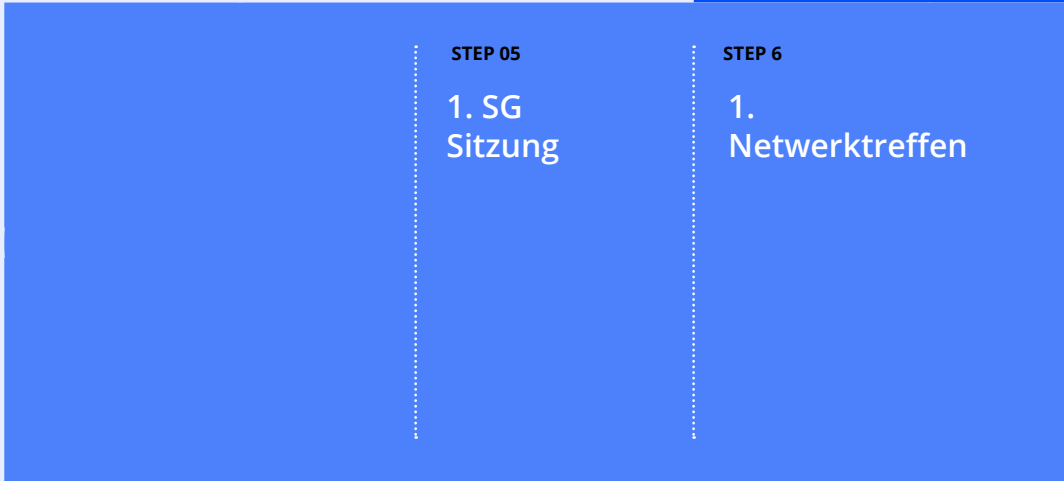 STEP 05
1. SG
Sitzung
STEP 6
1.
Netwerktreffen